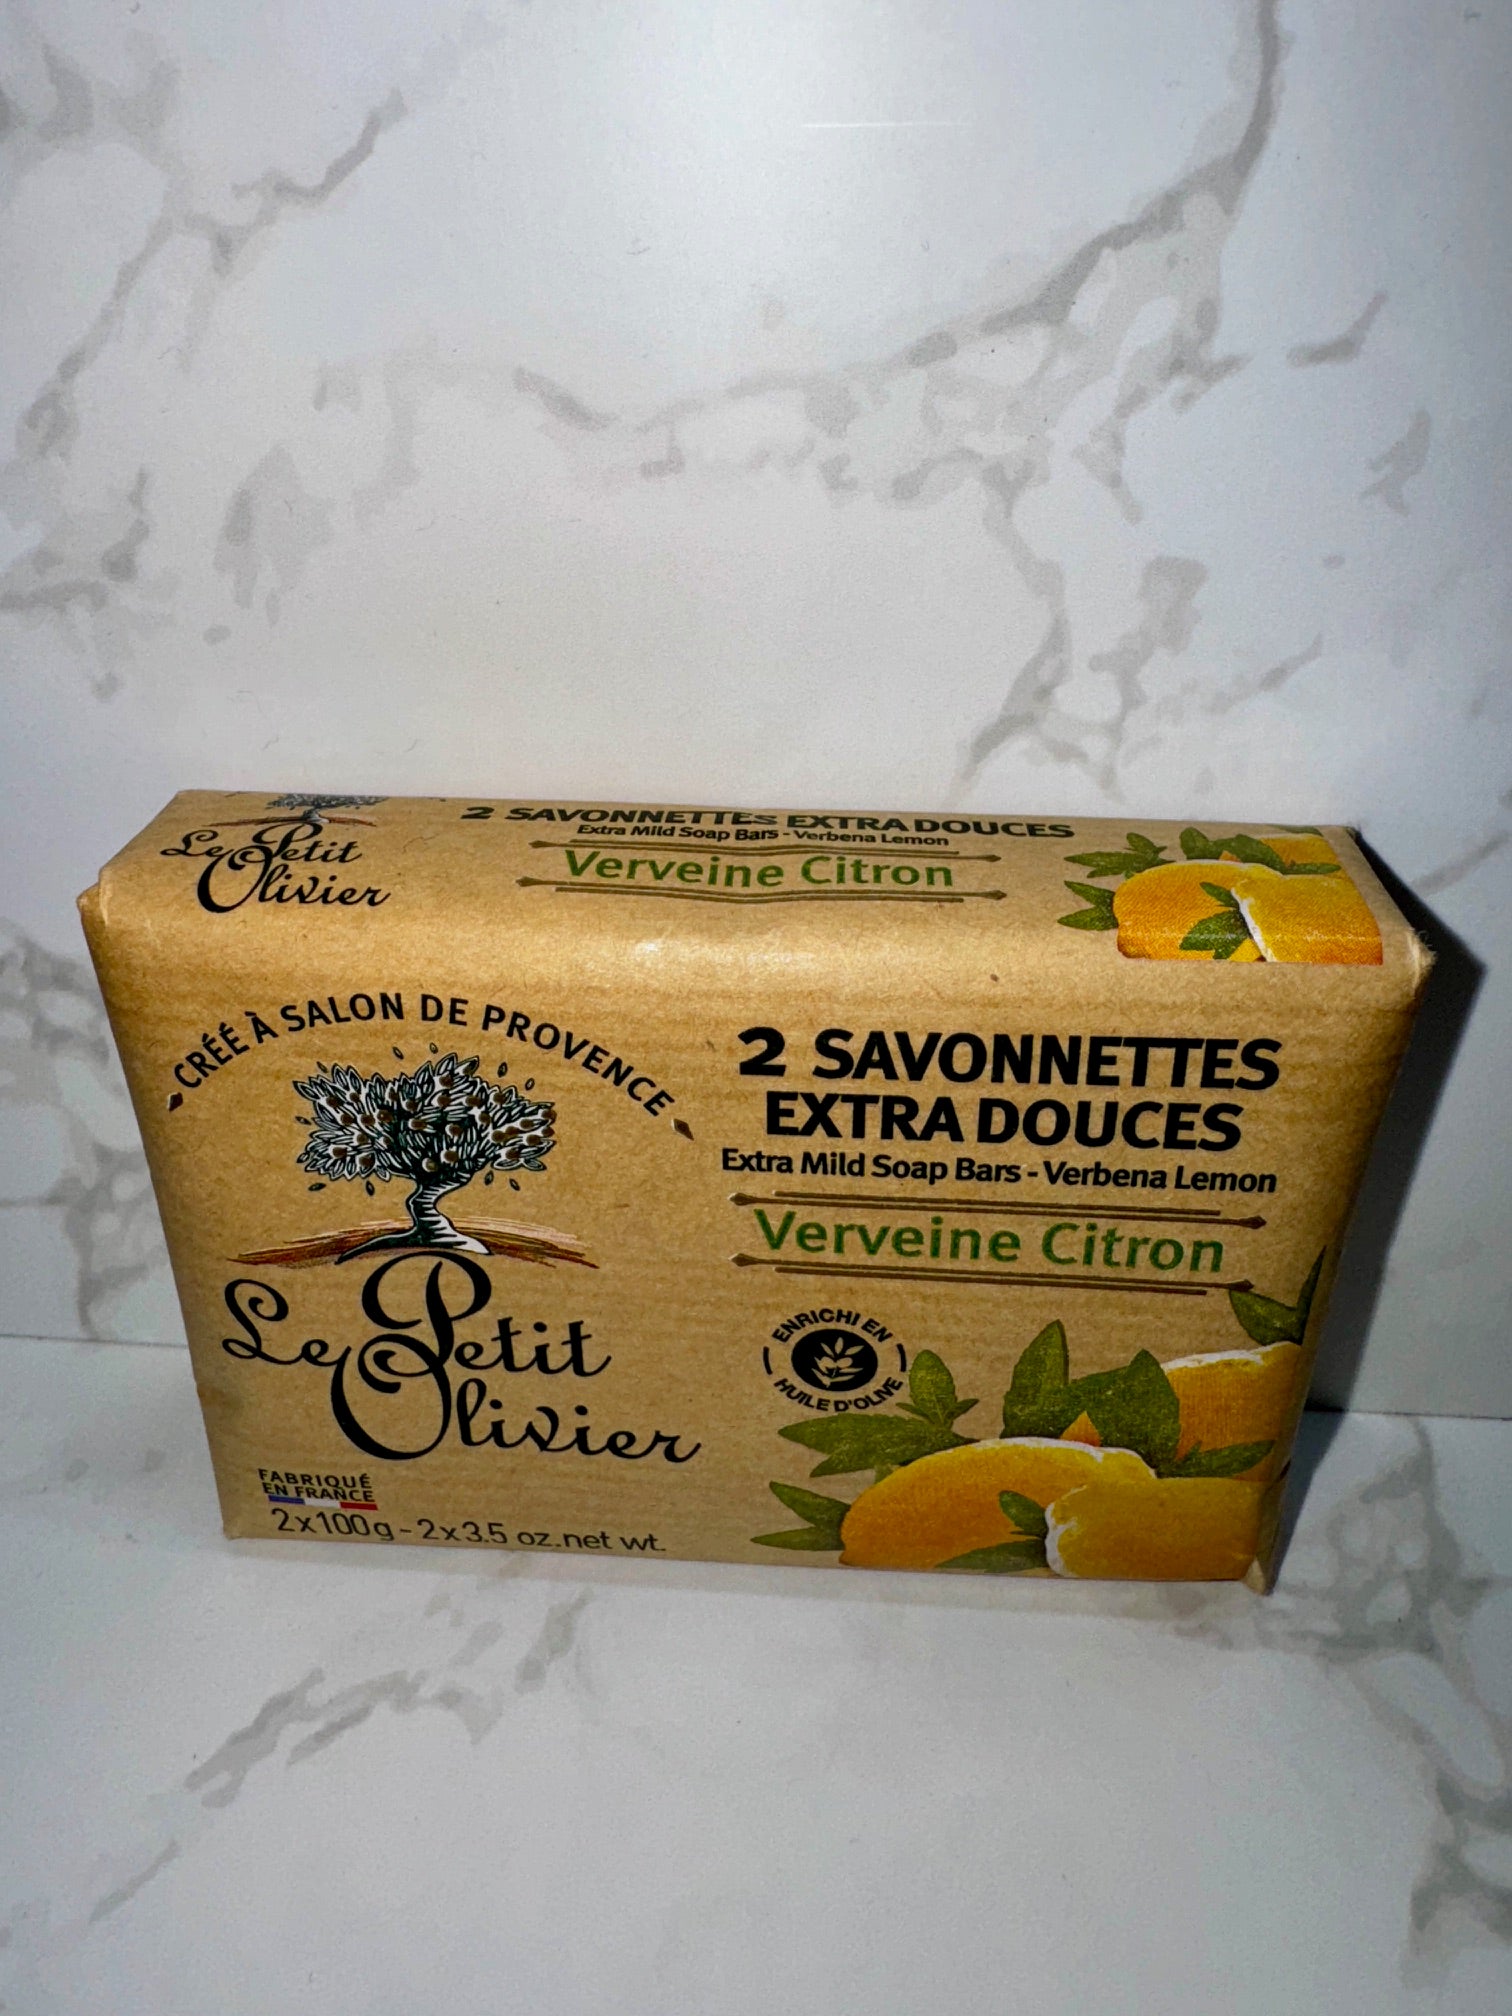 Le Petit
Olivier
2 SAVONNETTES EXTRA DOUCES
Extra Mild Soap Bars - Verbena Lemon
Verveine Citron
CRÉÉ À SALON DE PROVENCE
Le Petit
Olivier
FABRIQUÉ
EN FRANCE
2x100g - 2x3.5 oz.net wt.
2 SAVONNETTES
EXTRA DOUCES
Extra Mild Soap Bars - Verbena Lemon
Verveine Citron
ENRICHI EN
HUILE D'OLIVE